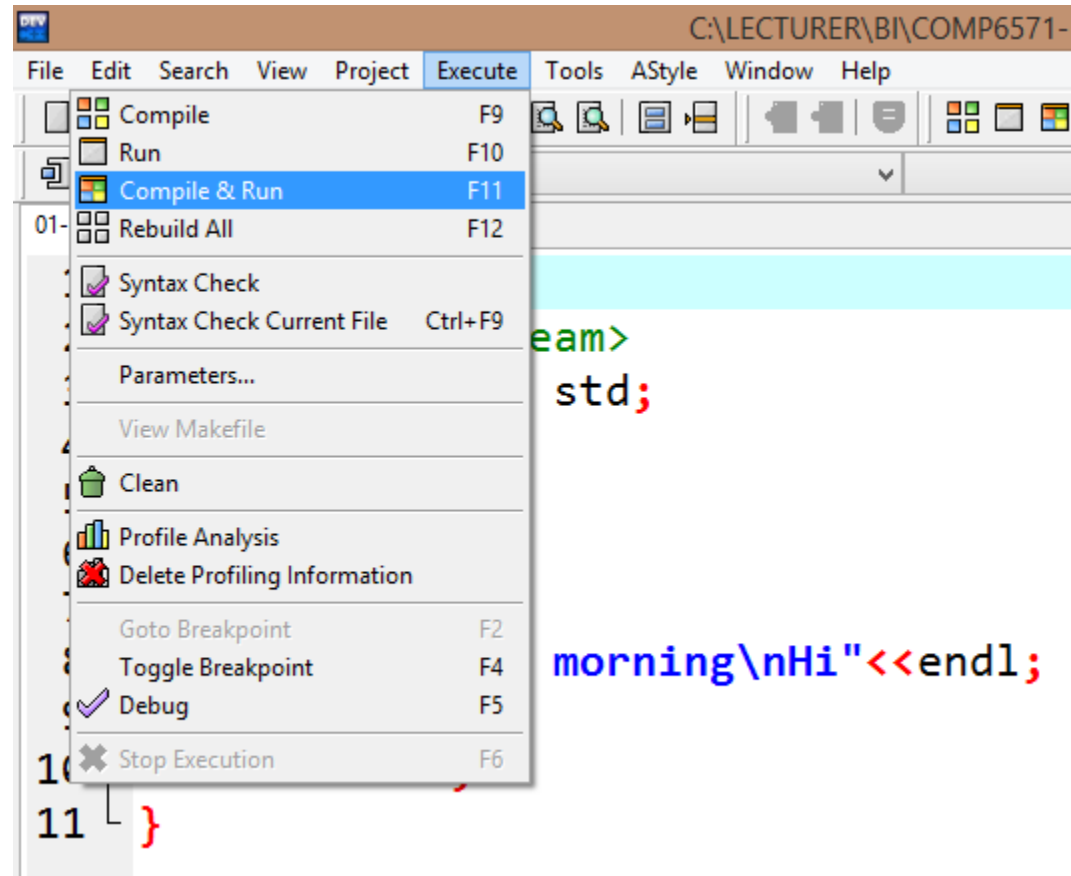 DEV
C:\LECTURER\BI\COMP6571-
File Edit Search View Project Execute Tools AStyle Window Help
Compile F9
Run F10
Compile & Run F11
01- Rebuild All F12
Syntax Check
Syntax Check Current File Ctrl+F9
eam>
Parameters...
std;
View Makefile
Clean
Profile Analysis
Delete Profiling Information
Goto Breakpoint F2
Toggle Breakpoint F4
morning\nHi"<<endl;
Debug F5
Stop Execution F6
11 }